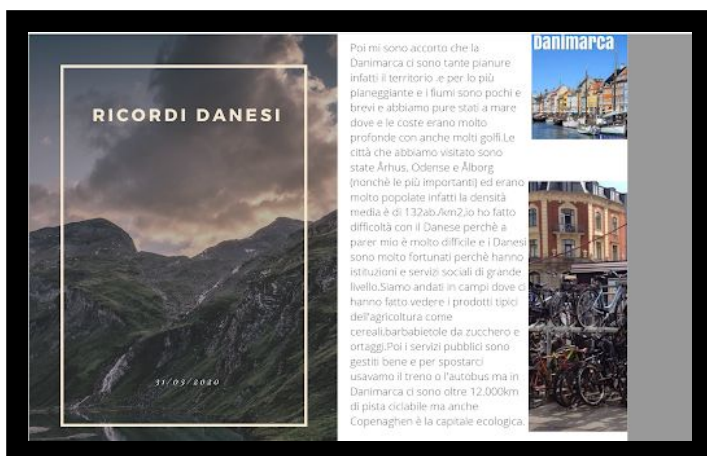 RICORDI DANESI
31/03/2020
Poi mi sono accorto che la
Danimarca ci sono tante pianure
infatti il territorio .e per lo più
pianeggiante e i fiumi sono pochi e
brevi e abbiamo pure stati a mare
dove e le coste erano molto
profonde con anche molti golfi.Le
città che abbiamo visitato sono
state Århus, Odense e Ålborg
(nonchè le più importanti) ed erano
molto popolate infatti la densità
media è di 132ab./km2,io ho fatto
difficoltà con il Danese perchè a
parer mio è molto difficile e i Danesi
sono molto fortunati perchè hanno
istituzioni e servizi sociali di grande
livello.Siamo andati in campi dove ci
hanno fatto vedere i prodotti tipici
dell'agricoltura come
cereali,barbabietole da zucchero e
ortaggi.Poi i servizi pubblici sono
gestiti bene e per spostarci
usavamo il treno o l'autobus ma in
Danimarca ci sono oltre 12.000km
di pista ciclabile ma anche
Copenaghen è la capitale ecologica.
Danimarca